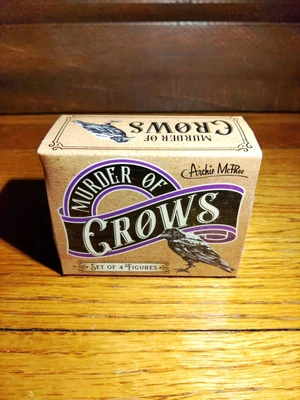 MURDER OF
CROWS
Archie McPhee
MURDER OF
CROWS
SET OF 4 FIGURES